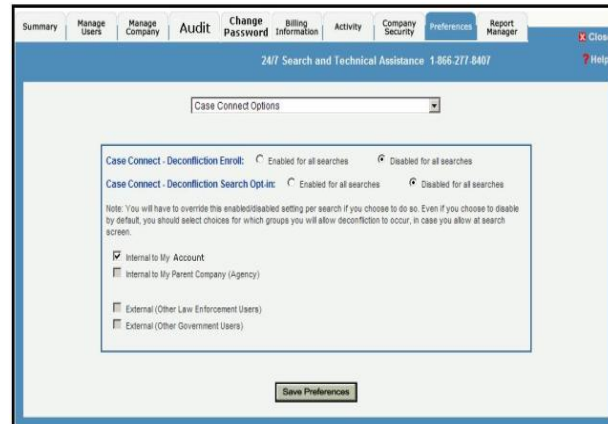 Summary
Manage Users
Manage Company
Audit
Change Password
Billing Information
Activity
Company Security
Preferences
Report Manager
Close
24/7 Search and Technical Assistance 1-866-277-8407
? Help
Case Connect Options
Case Connect - Deconfliction Enroll: Enabled for all searches Disabled for all searches
Case Connect - Deconfliction Search Opt-in: Enabled for all searches Disabled for all searches
Note: You will have to override this enabled/disabled setting per search if you choose to do so. Even if you choose to disable
by default, you should select choices for which groups you will allow deconfliction to occur, in case you allow at search
screen.
Internal to My Account
Internal to My Parent Company (Agency)
External (Other Law Enforcement Users)
External (Other Government Users)
Save Preferences